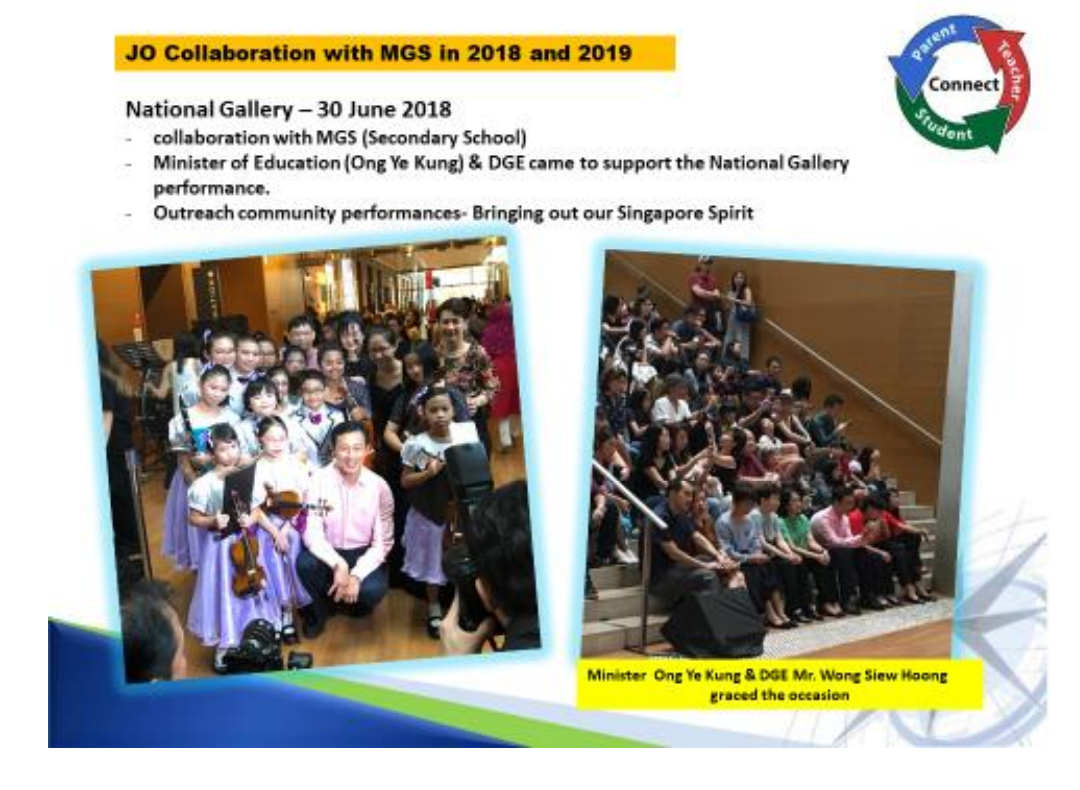 JO Collaboration with MGS in 2018 and 2019
Parent
Teacher
Connect
Student
National Gallery – 30 June 2018
- collaboration with MGS (Secondary School)
- Minister of Education (Ong Ye Kung) & DGE came to support the National Gallery
performance.
- Outreach community performances- Bringing out our Singapore Spirit
Minister Ong Ye Kung & DGE Mr. Wong Siew Hoong
graced the occasion